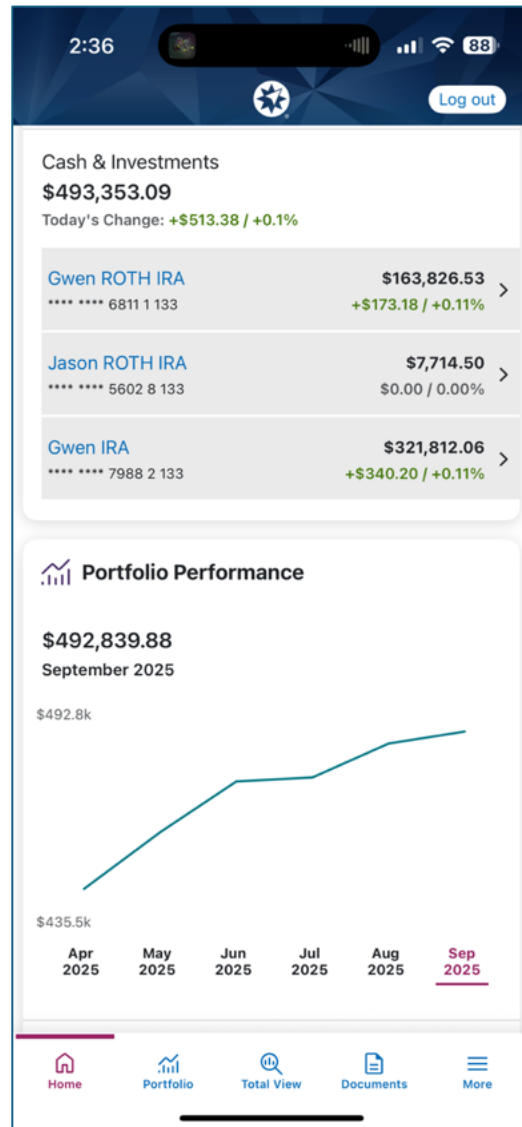 2:36
88
Log out
Cash & Investments
$493,353.09
Today's Change: +$513.38 / +0.1%
Gwen ROTH IRA
$163,826.53
**** **** 6811 1 133
+$173.18 / +0.11%
Jason ROTH IRA
$7,714.50
**** **** 5602 8 133
$0.00 / 0.00%
Gwen IRA
$321,812.06
**** **** 7988 2 133
+$340.20 / +0.11%
Portfolio Performance
$492,839.88
September 2025
$492.8k
$435.5k
Apr May Jun Jul Aug Sep
2025 2025 2025 2025 2025 2025
Home Portfolio Total View Documents More